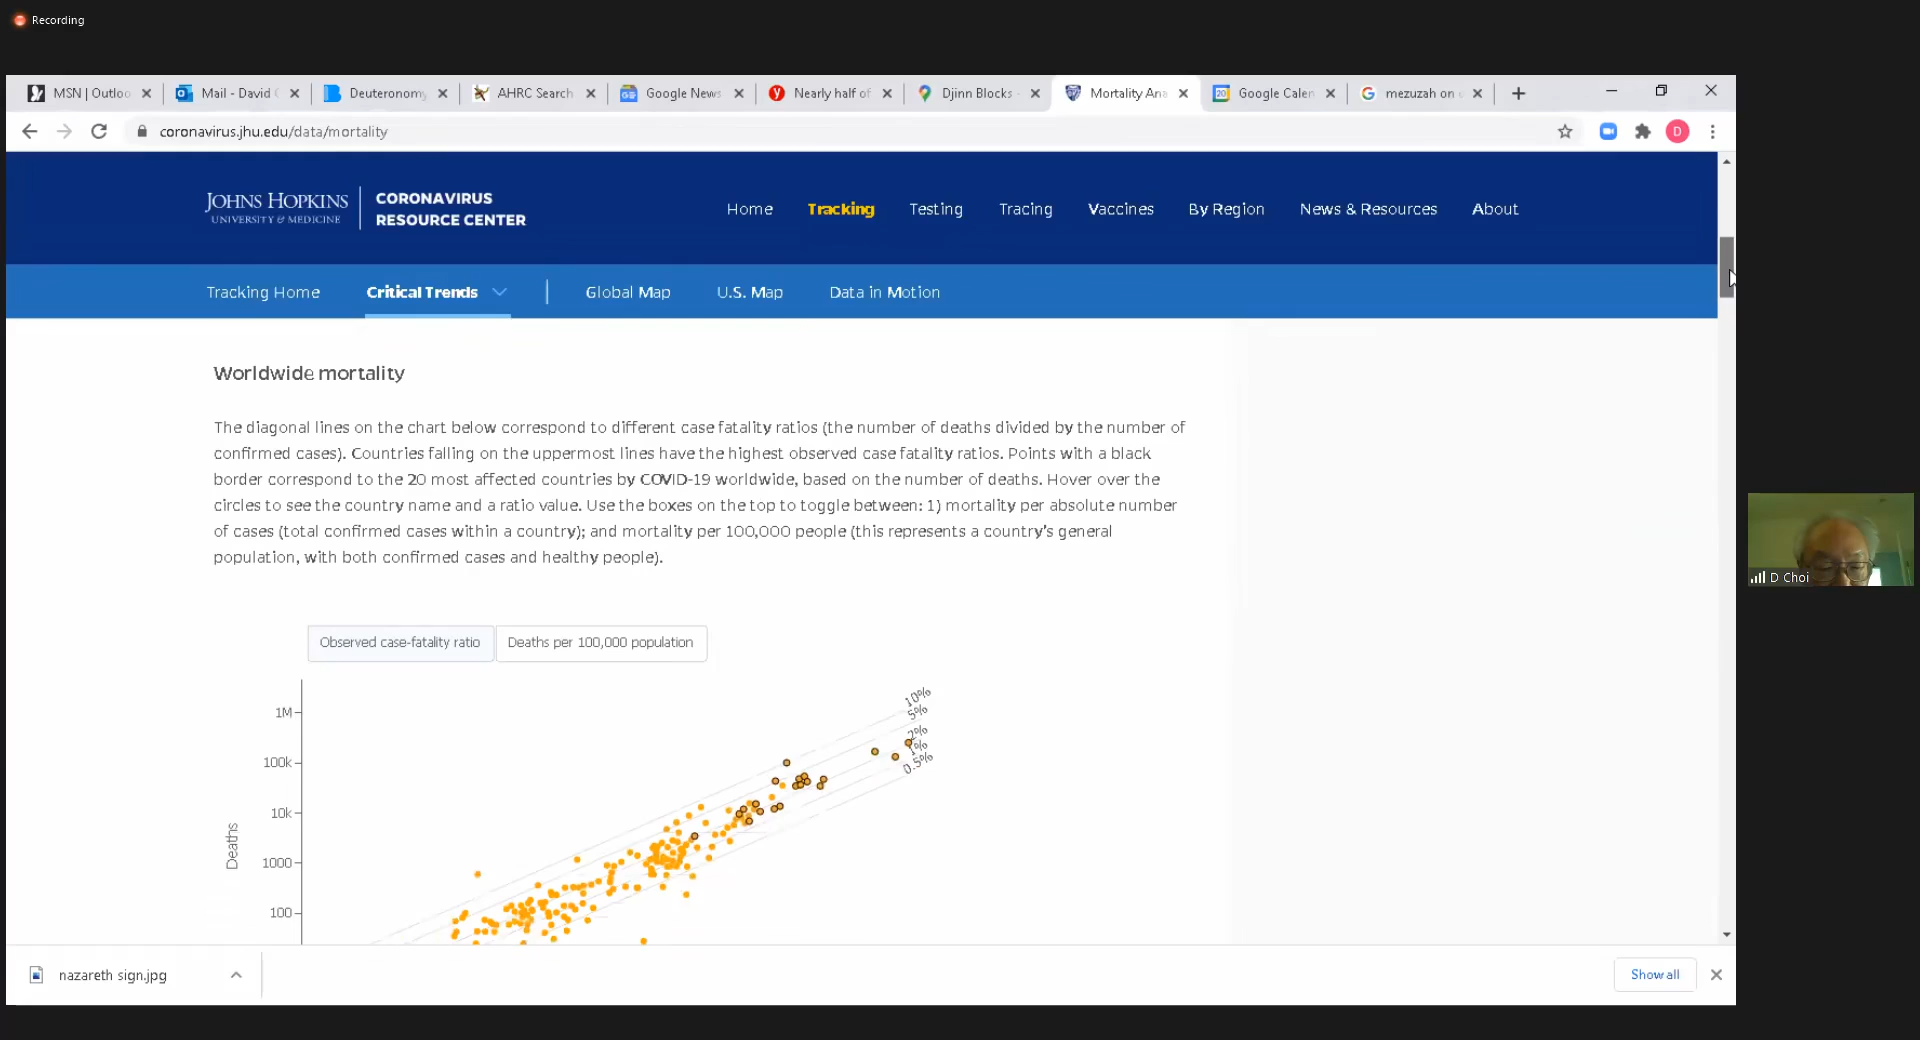 Recording
MSN | Outloo
Mail - David
Deuteronomy
AHRC Search
Google News
Nearly half of
Djinn Blocks -
Mortality Ana
Google Calen
mezuzah on
coronavirus.jhu.edu/data/mortality
D
JOHNS HOPKINS
UNIVERSITY & MEDICINE
CORONAVIRUS
RESOURCE CENTER
Home
Tracking
Testing
Tracing
Vaccines
By Region
News & Resources
About
Tracking Home
Critical Trends
Global Map
U.S. Map
Data in Motion
Worldwide mortality
The diagonal lines on the chart below correspond to different case fatality ratios (the number of deaths divided by the number of
confirmed cases). Countries falling on the uppermost lines have the highest observed case fatality ratios. Points with a black
border correspond to the 20 most affected countries by COVID-19 worldwide, based on the number of deaths. Hover over the
circles to see the country name and a ratio value. Use the boxes on the top to toggle between: 1) mortality per absolute number
of cases (total confirmed cases within a country); and mortality per 100,000 people (this represents a country's general
population, with both confirmed cases and healthy people).
Observed case-fatality ratio
Deaths per 100,000 population
10%
5%
2%
1%
0.5%
1M
100k
10k
1000
100
Deaths
D Choi
nazareth sign.jpg
Show all